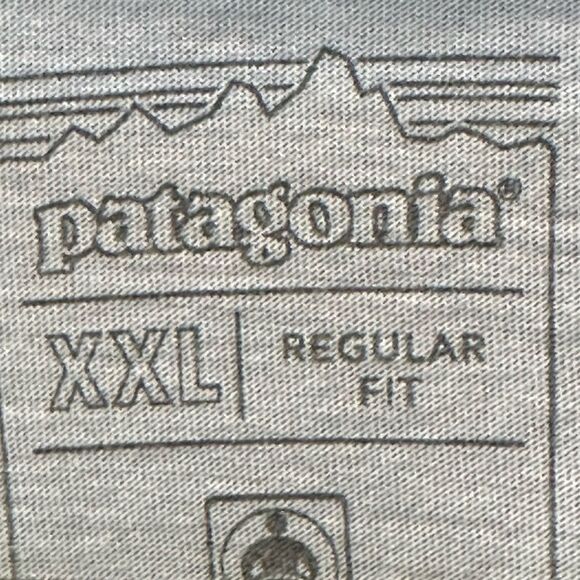 patagonia®
XXL
REGULAR
FIT